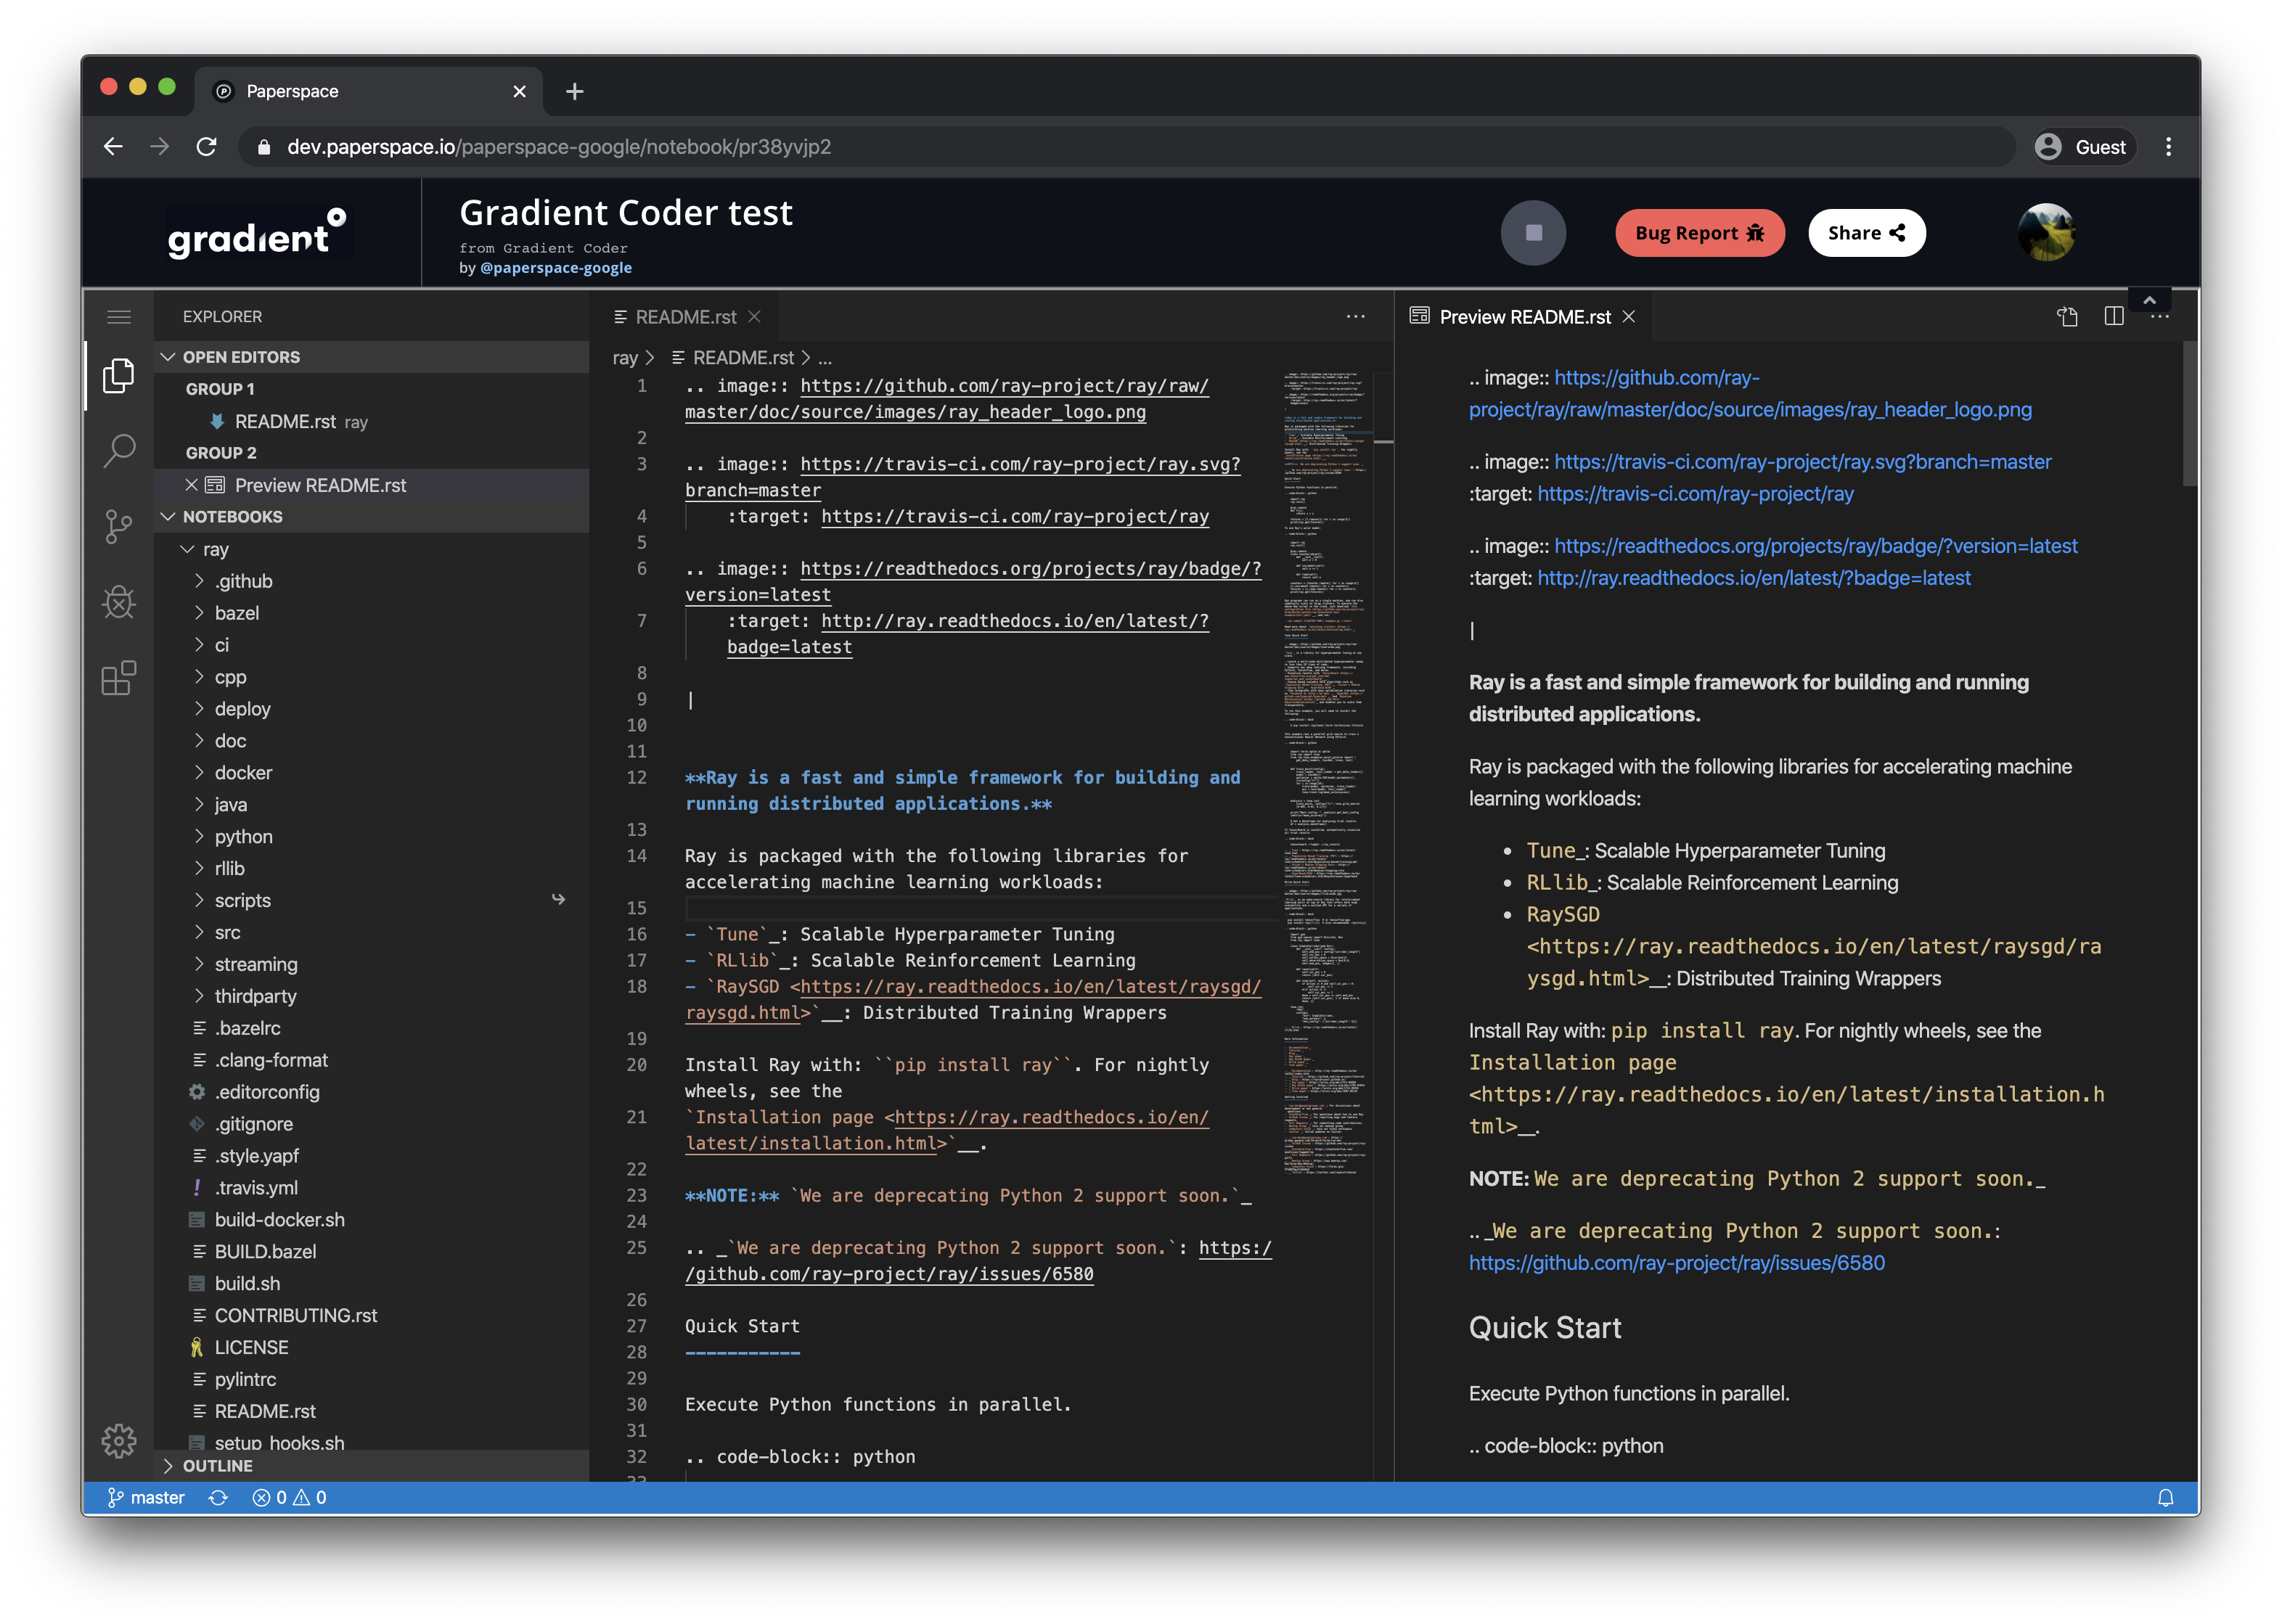 Paperspace
dev.paperspace.io/paperspace-google/notebook/pr38yvjp2
Guest
gradient
Gradient Coder test
from Gradient Coder
by @paperspace-google
Bug Report
Share
EXPLORER
OPEN EDITORS
GROUP 1
README.rst ray
GROUP 2
Preview README.rst
NOTEBOOKS
ray
.github
bazel
ci
cpp
deploy
doc
docker
java
python
rllib
scripts
src
streaming
thirdparty
.bazelrc
.clang-format
.editorconfig
.gitignore
.style.yapf
.travis.yml
build-docker.sh
BUILD.bazel
build.sh
CONTRIBUTING.rst
LICENSE
pylintrc
README.rst
setup_hooks.sh
OUTLINE
README.rst
ray > README.rst > ...
1 .. image:: https://github.com/ray-project/ray/raw/
master/doc/source/images/ray_header_logo.png
2
3 .. image:: https://travis-ci.com/ray-project/ray.svg?
branch=master
4 :target: https://travis-ci.com/ray-project/ray
5
6 .. image:: https://readthedocs.org/projects/ray/badge/?
version=latest
7 :target: http://ray.readthedocs.io/en/latest/?
badge=latest
8
9 |
10
11
12 **Ray is a fast and simple framework for building and
running distributed applications.**
13
14 Ray is packaged with the following libraries for
accelerating machine learning workloads:
15
16 - `Tune`_: Scalable Hyperparameter Tuning
17 - `RLlib`_: Scalable Reinforcement Learning
18 - `RaySGD <https://ray.readthedocs.io/en/latest/raysgd/
raysgd.html>`__: Distributed Training Wrappers
19
20 Install Ray with: ``pip install ray``. For nightly
wheels, see the
21 `Installation page <https://ray.readthedocs.io/en/
latest/installation.html>`__.
22
23 **NOTE:** `We are deprecating Python 2 support soon.`_
24
25 .. _`We are deprecating Python 2 support soon.`: https:/
/github.com/ray-project/ray/issues/6580
26
27 Quick Start
28 -----------
29
30 Execute Python functions in parallel.
31
32 .. code-block:: python
33
Preview README.rst
.. image:: https://github.com/ray-
project/ray/raw/master/doc/source/images/ray_header_logo.png
.. image:: https://travis-ci.com/ray-project/ray.svg?branch=master
:target: https://travis-ci.com/ray-project/ray
.. image:: https://readthedocs.org/projects/ray/badge/?version=latest
:target: http://ray.readthedocs.io/en/latest/?badge=latest
|
Ray is a fast and simple framework for building and running
distributed applications.
Ray is packaged with the following libraries for accelerating machine
learning workloads:
• Tune_: Scalable Hyperparameter Tuning
• RLlib_: Scalable Reinforcement Learning
• RaySGD
<https://ray.readthedocs.io/en/latest/raysgd/ra
ysgd.html>__: Distributed Training Wrappers
Install Ray with: pip install ray. For nightly wheels, see the
Installation page
<https://ray.readthedocs.io/en/latest/installation.h
tml>__.
NOTE: We are deprecating Python 2 support soon._
.. _We are deprecating Python 2 support soon.:
https://github.com/ray-project/ray/issues/6580
Quick Start
Execute Python functions in parallel.
.. code-block:: python
master
0
0